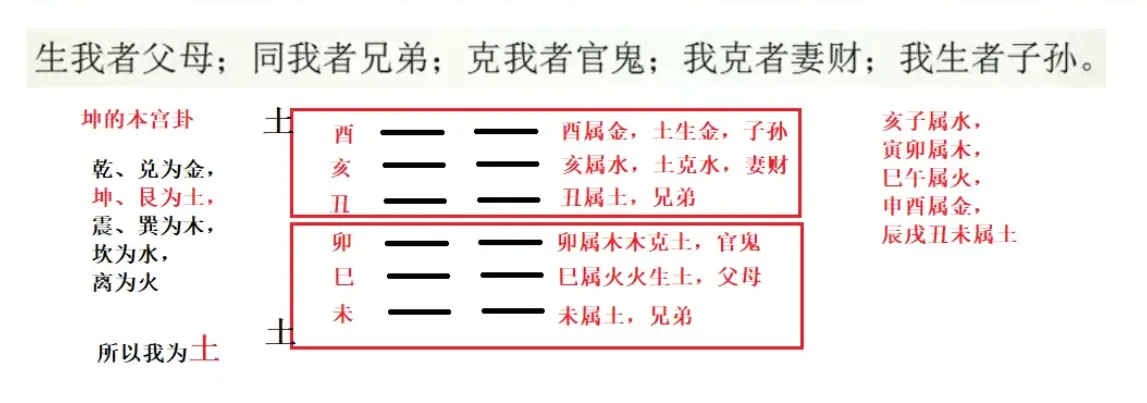 生我者父母；同我者兄弟；克我者官鬼；我克者妻财；我生者子孙。
坤的本宫卦
乾、兑为金，
坤、艮为土，
震、巽为木，
坎为水，
离为火
所以我为土
土
酉 酉属金，土生金，子孙
亥 亥属水，土克水，妻财
丑 丑属土，兄弟
土
卯 卯属木木克土，官鬼
巳 巳属火火生土，父母
未 未属土，兄弟
亥子属水，
寅卯属木，
巳午属火，
申酉属金，
辰戌丑未属土